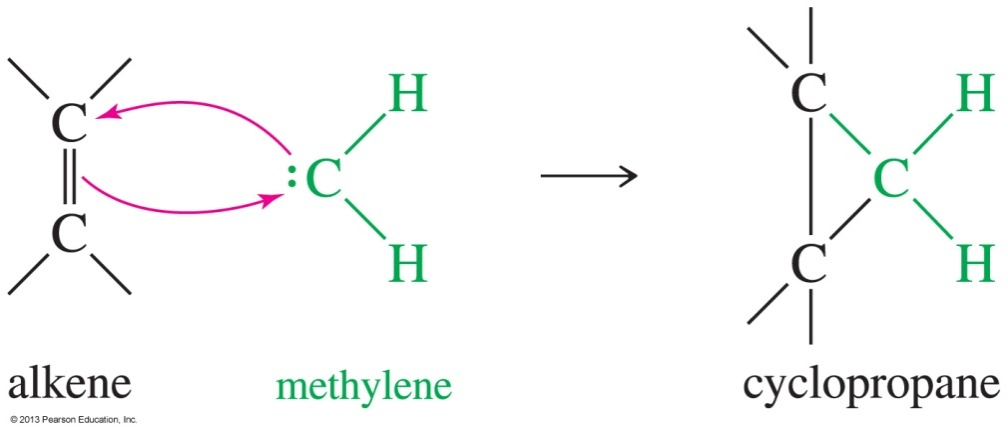 H H
C C
:C C
C C
H H
alkene methylene cyclopropane
© 2013 Pearson Education, Inc.